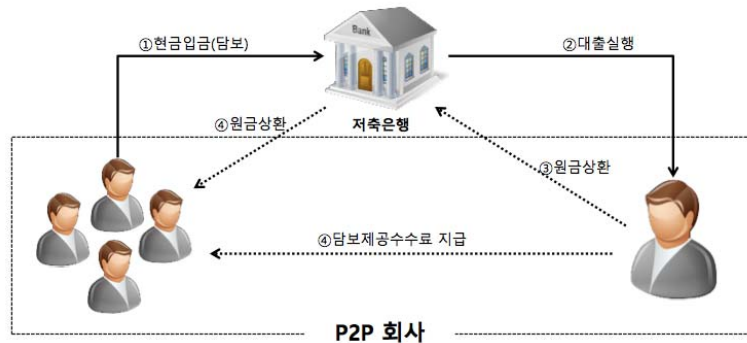 Bank
①현금입금(담보)
②대출실행
④원금상환
저축은행
③원금상환
④담보제공수수료 지급
P2P 회사